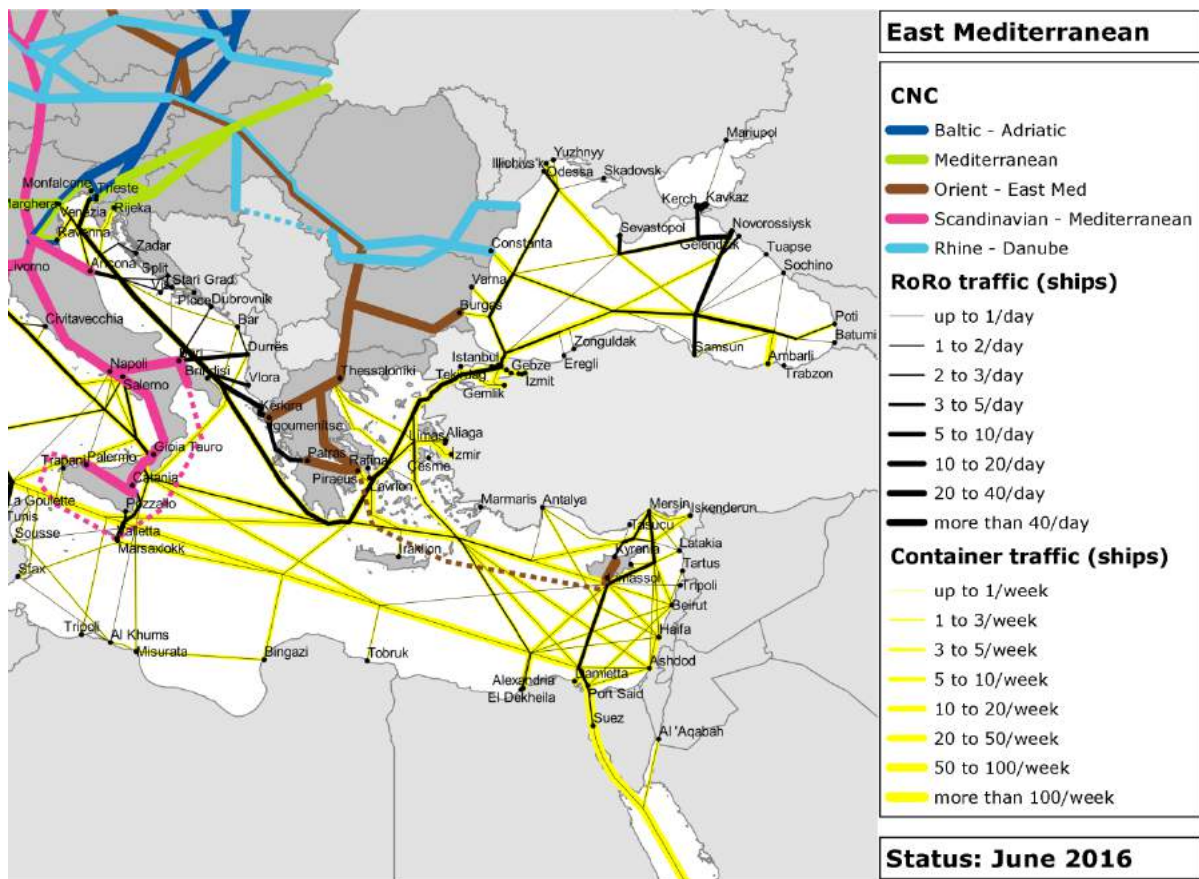 East Mediterranean
CNC
Baltic - Adriatic
Mediterranean
Orient - East Med
Scandinavian - Mediterranean
Rhine - Danube
RoRo traffic (ships)
up to 1/day
1 to 2/day
2 to 3/day
3 to 5/day
5 to 10/day
10 to 20/day
20 to 40/day
more than 40/day
Container traffic (ships)
up to 1/week
1 to 3/week
3 to 5/week
5 to 10/week
10 to 20/week
20 to 50/week
50 to 100/week
more than 100/week
Status: June 2016
Mariupol
Yuzhnyy
Odessa
Skadovsk
Kerch
Kavkaz
Monfalcone
Trieste
Marghera
Venezia
Rijeka
Sevastopol
Novorossiysk
Ravenna
Tuapse
Zadar
Constanta
Sochino
Livorno
Ancona
Split
Stari Grad
Varna
Ploce
Dubrovnik
Civitavecchia
Bar
Burgas
Poti
Batumi
Durrës
Zonguldak
Samsun
Napoli
Istanbul
Gebze
Eregli
Ambarli
Salerno
Brindisi
Vlora
Thessaloniki
Izmit
Trabzon
Gemlik
Kerkira
Igoumenitsa
Limas
Aliaga
Gioia Tauro
Patras
Rafina
Izmir
Trapani
Palermo
Cesme
Piraeus
Lavrion
Catania
La Goulette
Pozzallo
Marmaris
Antalya
Mersin
Iskenderun
Tunis
Tasucu
Sousse
Valletta
Marsaxlokk
Iraklion
Kyrenia
Latakia
Sfax
Limassol
Tartus
Tripoli
Beirut
Tripoli
Al Khums
Haifa
Misurata
Bingazi
Tobruk
Ashdod
Alexandria
Damietta
El Dekheila
Port Said
Suez
Al 'Aqabah